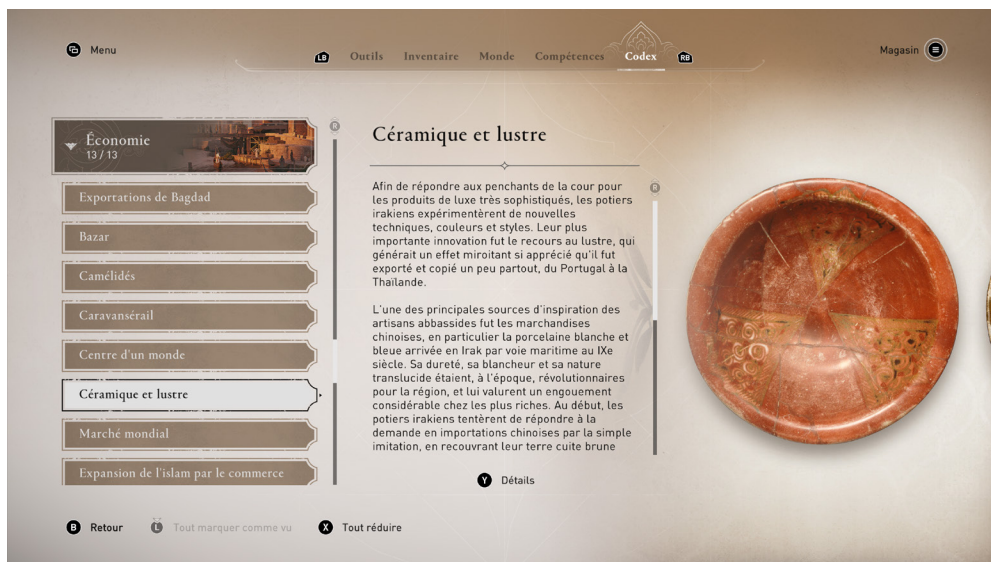 Menu
LB
Outils
Inventaire
Monde
Compétences
Codex
RB
Magasin
Économie
13 / 13
Exportations de Bagdad
Bazar
Camélidés
Caravansérail
Centre d'un monde
Céramique et lustre
Marché mondial
Expansion de l'islam par le commerce
R
Céramique et lustre
Afin de répondre aux penchants de la cour pour
les produits de luxe très sophistiqués, les potiers
irakiens expérimentèrent de nouvelles
techniques, couleurs et styles. Leur plus
importante innovation fut le recours au lustre, qui
générait un effet miroitant si apprécié qu'il fut
exporté et copié un peu partout, du Portugal à la
Thaïlande.
L'une des principales sources d'inspiration des
artisans abbassides fut les marchandises
chinoises, en particulier la porcelaine blanche et
bleue arrivée en Irak par voie maritime au IXe
siècle. Sa dureté, sa blancheur et sa nature
translucide étaient, à l'époque, révolutionnaires
pour la région, et lui valurent un engouement
considérable chez les plus riches. Au début, les
potiers irakiens tentèrent de répondre à la
demande en importations chinoises par la simple
imitation, en recouvrant leur terre cuite brune
R
Y Détails
B Retour
L Tout marquer comme vu
X Tout réduire